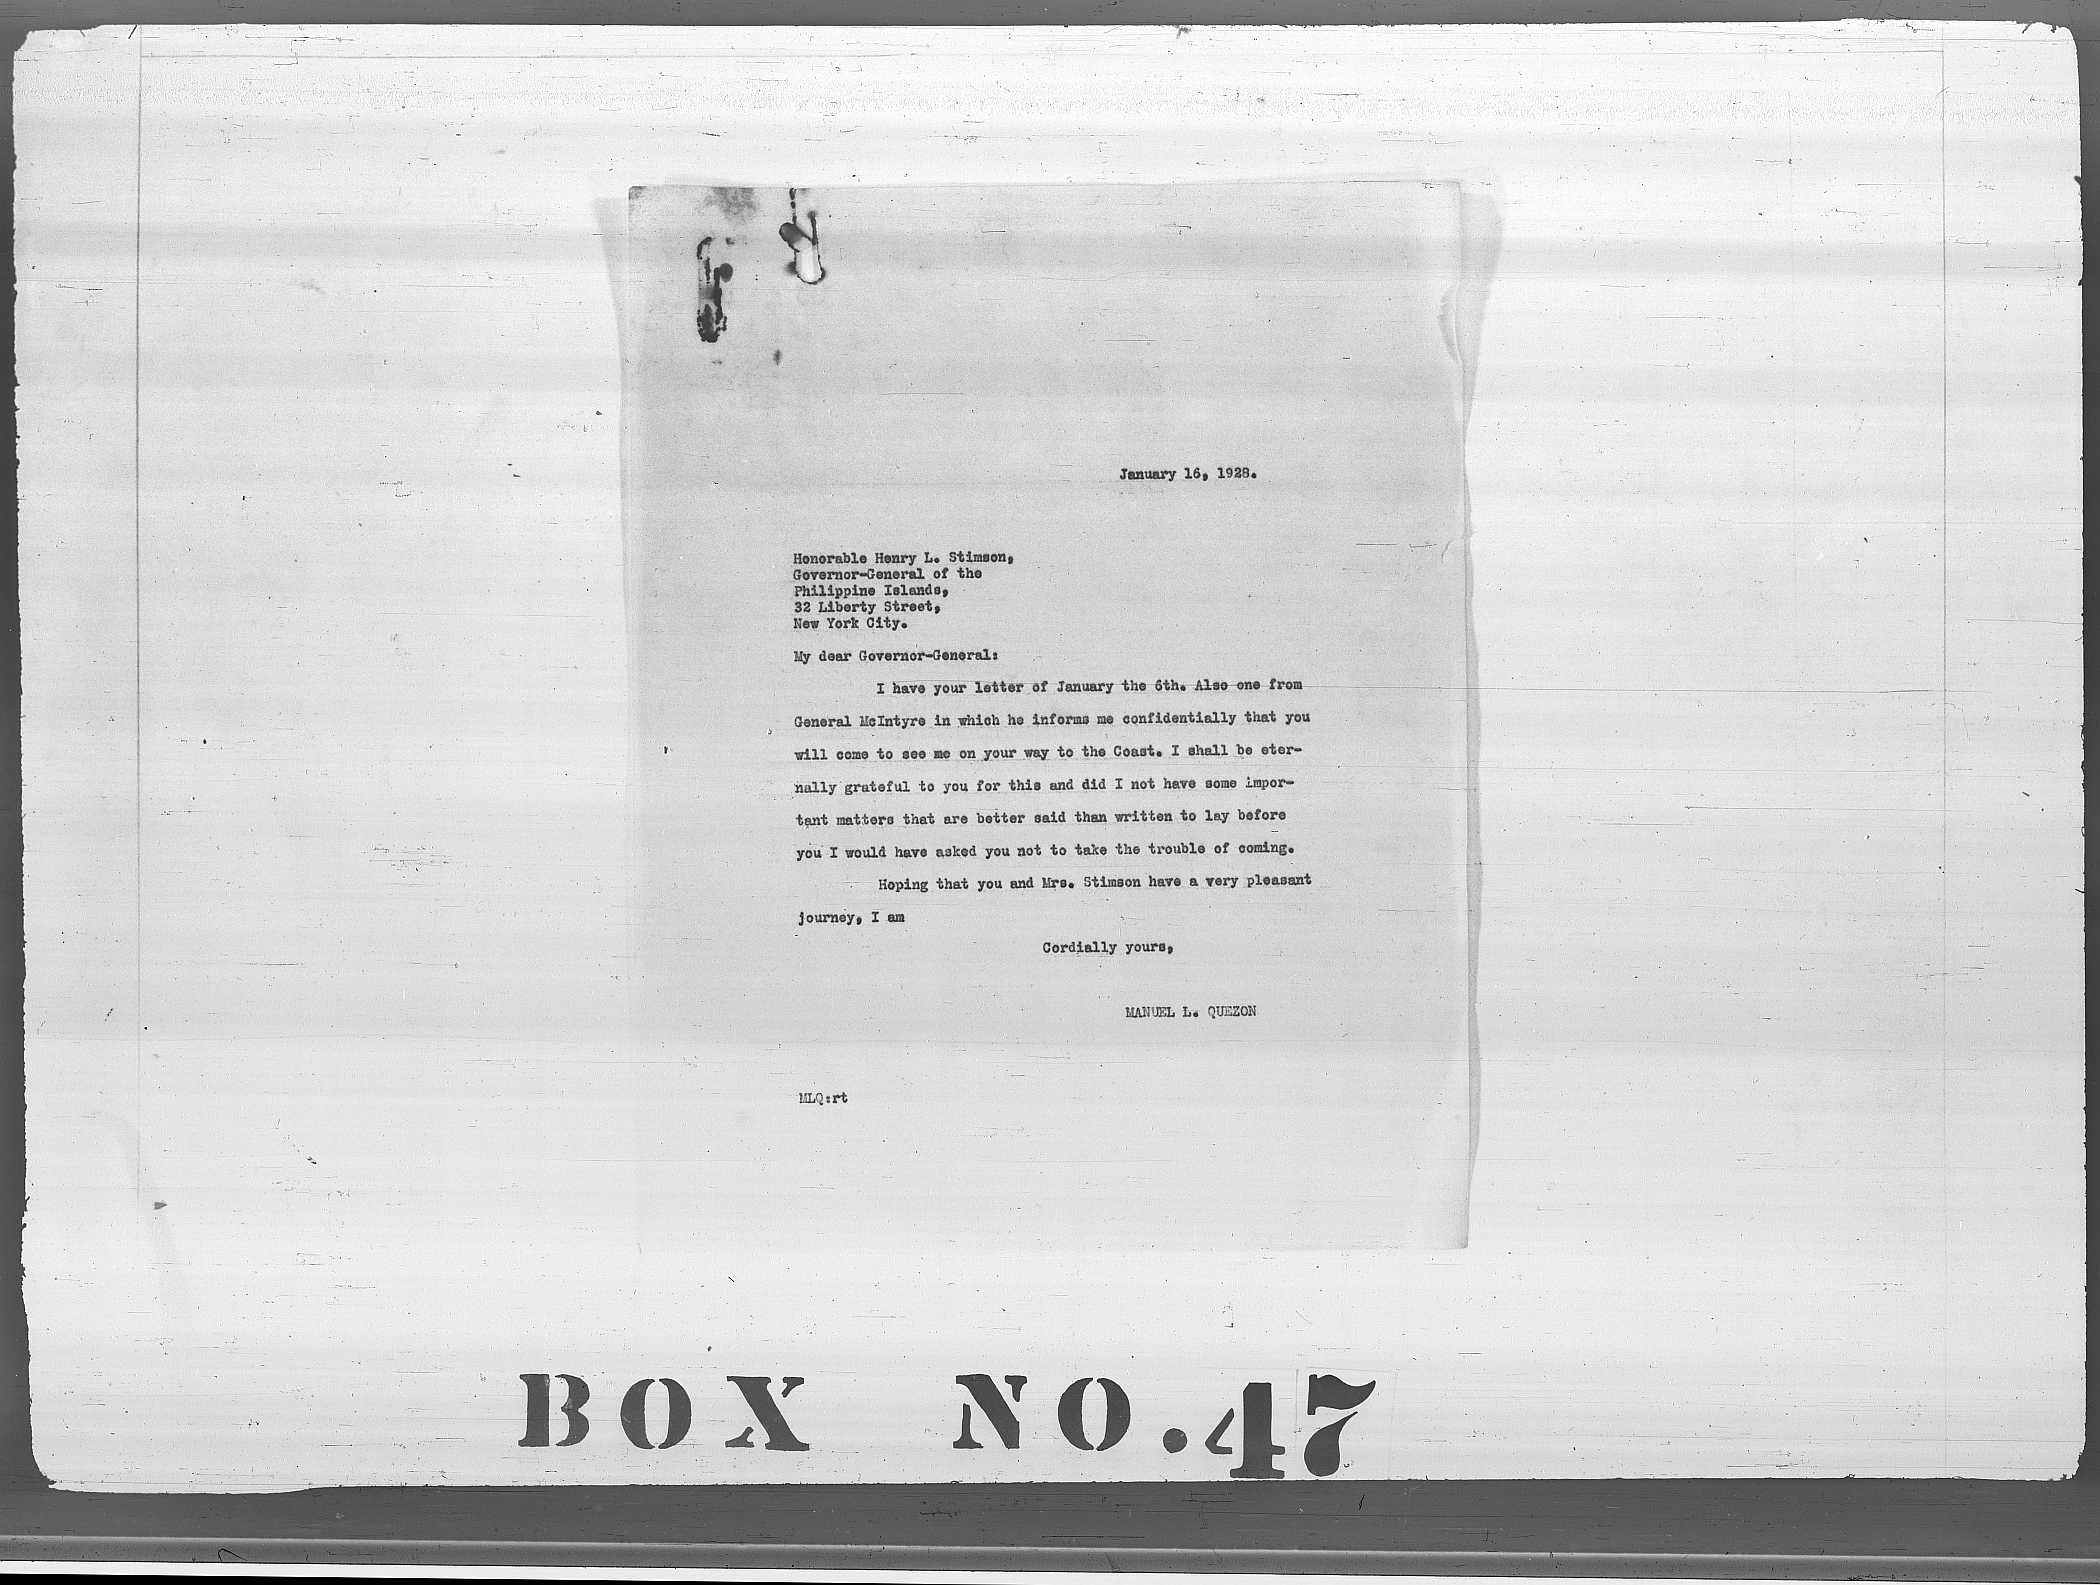 January 16, 1928.
Honorable Henry L. Stimson,
Governor-General of the
Philippine Islands,
32 Liberty Street,
New York City.
My dear Governor-General:
I have your letter of January the 6th. Also one from
General McIntyre in which he informs me confidentially that you
will come to see me on your way to the Coast. I shall be eter-
nally grateful to you for this and did I not have some impor-
tant matters that are better said than written to lay before
you I would have asked you not to take the trouble of coming.
Hoping that you and Mrs. Stimson have a very pleasant
journey, I am
Cordially yours,
MANUEL L. QUEZON
MLQ:rt
BOX NO.47